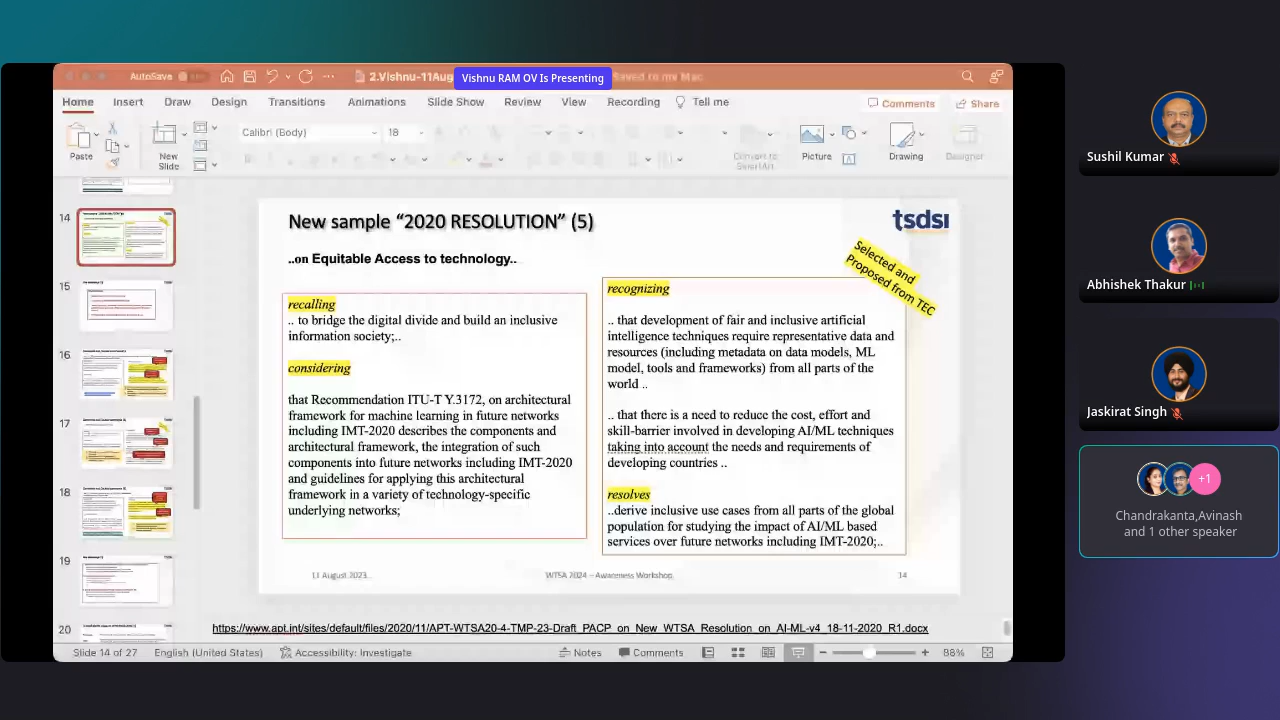 AutoSave
2.Vishnu-11Aug
Vishnu RAM OV Is Presenting
Saved to my Mac
Home Insert Draw Design Transitions Animations Slide Show Review View Recording Tell me
Comments Share
Paste
New
Slide
Calibri (Body) 18
Convert to
SmartArt
Picture
Drawing
Designer
14
15
16
17
18
19
20
New sample “2020 RESOLUTION” (5)
tsdsi
..on Equitable Access to technology..
Selected and
Proposed from TEC
recalling
.. to bridge the digital divide and build an inclusive
information society;..
considering
that Recommendation ITU-T Y.3172, on architectural
framework for machine learning in future networks
including IMT-2020 describes the components and
architectural framework, the integration of such
components into future networks including IMT-2020
and guidelines for applying this architectural
framework in a variety of technology-specific
underlying networks;
recognizing
.. that development of fair and inclusive artificial
intelligence techniques require representative data and
resources (including metadata on data models, ML
model, tools and frameworks) from all parts of the
world ..
.. that there is a need to reduce the cost, effort and
skill-barrier involved in developing AI/ML techniques
taking into account the needs and requirements of
developing countries ..
resolves
..derive inclusive use cases from all parts of the global
population for studying the impact of AI/ML based
services over future networks including IMT-2020;..
11 August 2023
WTSA 2024 – Awareness Workshop
14
https://www.apt.int/sites/default/files/2020/11/APT-WTSA20-4-TMP-23-Draft_PACP_on_New_WTSA_Resolution_on_AI-ML-v4_18-11-2020_R1.docx
Slide 14 of 27 English (United States) Accessibility: Investigate
Notes Comments
88%
Sushil Kumar
Abhishek Thakur
Jaskirat Singh
+1
Chandrakanta,Avinash
and 1 other speaker